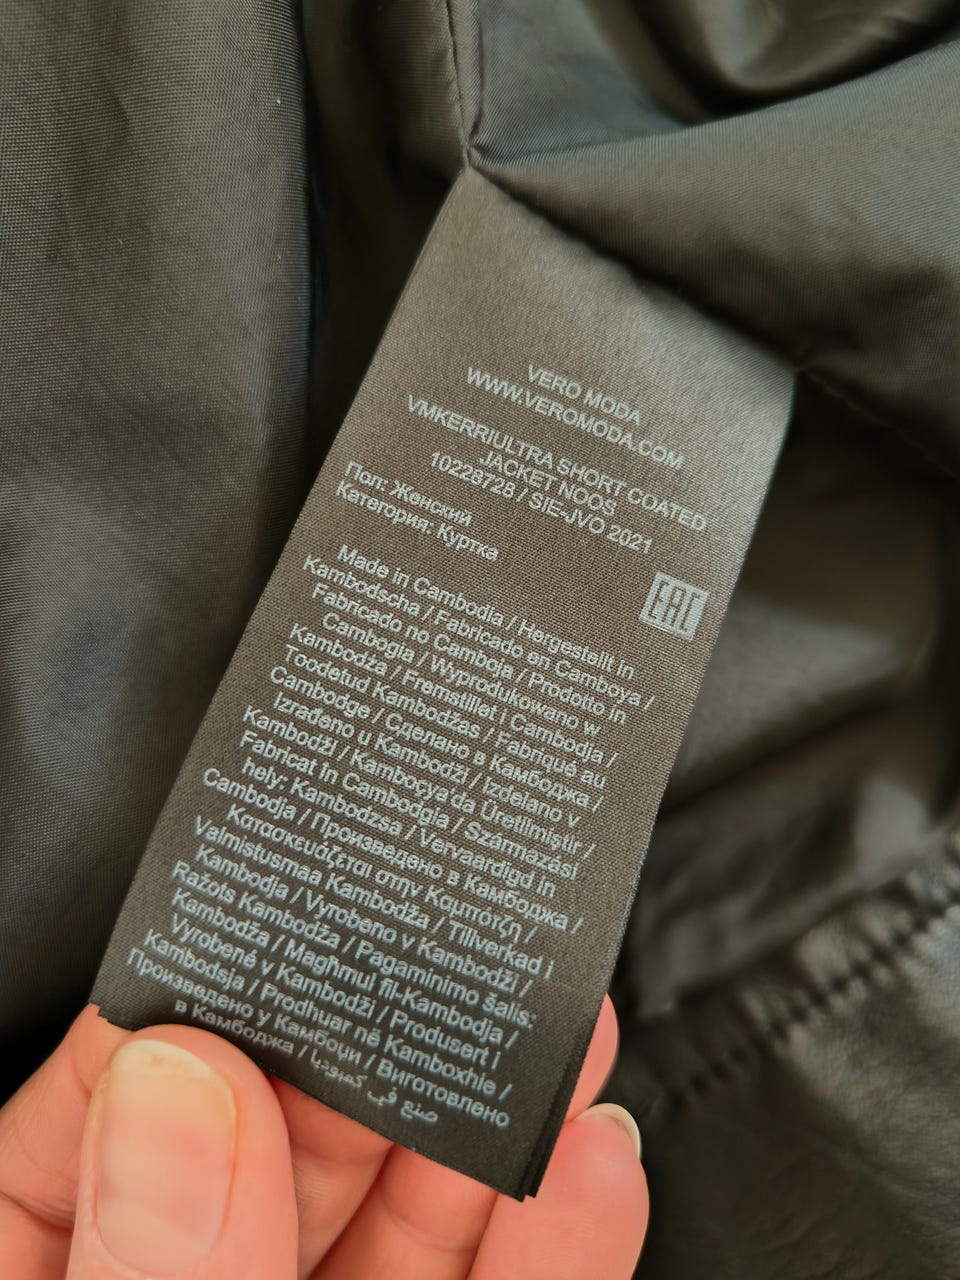 VERO MODA
WWW.VEROMODA.COM
VMKERRIULTRA SHORT COATED
JACKET NOOS
10228728 / SIE-JVO 2021
Пол: Женский
Категория: Куртка
EAC
Made in Cambodia / Hergestellt in
Kambodscha / Fabricado en Camboya /
Fabricado no Camboja / Prodotto in
Cambogia / Wyprodukowano w
Kambodża / Fremstillet i Cambodja /
Toodetud Kambodžas / Fabriqué au
Cambodge / Сделано в Камбоджа /
Izrađeno u Kambodži / Izdelano v
Kambodži / Kamboçya'da Üretilmiştir /
Fabricat in Cambodgia / Származási
hely: Kambodzsa / Vervaardigd in
Cambodja / Произведено в Камбоджа /
Κατασκευάζεται στην Καμπότζη /
Valmistusmaa Kambodža / Tillverkad i
Kambodja / Vyrobeno v Kambodži /
Ražots Kambodža / Pagaminimo šalis:
Kambodža / Magħmul fil-Kambodja /
Vyrobené v Kambodži / Produsert i
Kambodsja / Prodhuar në Kamboxhie /
Произведено у Камбоџи / Виготовлено
в Камбоджа / صنع في كمبوديا